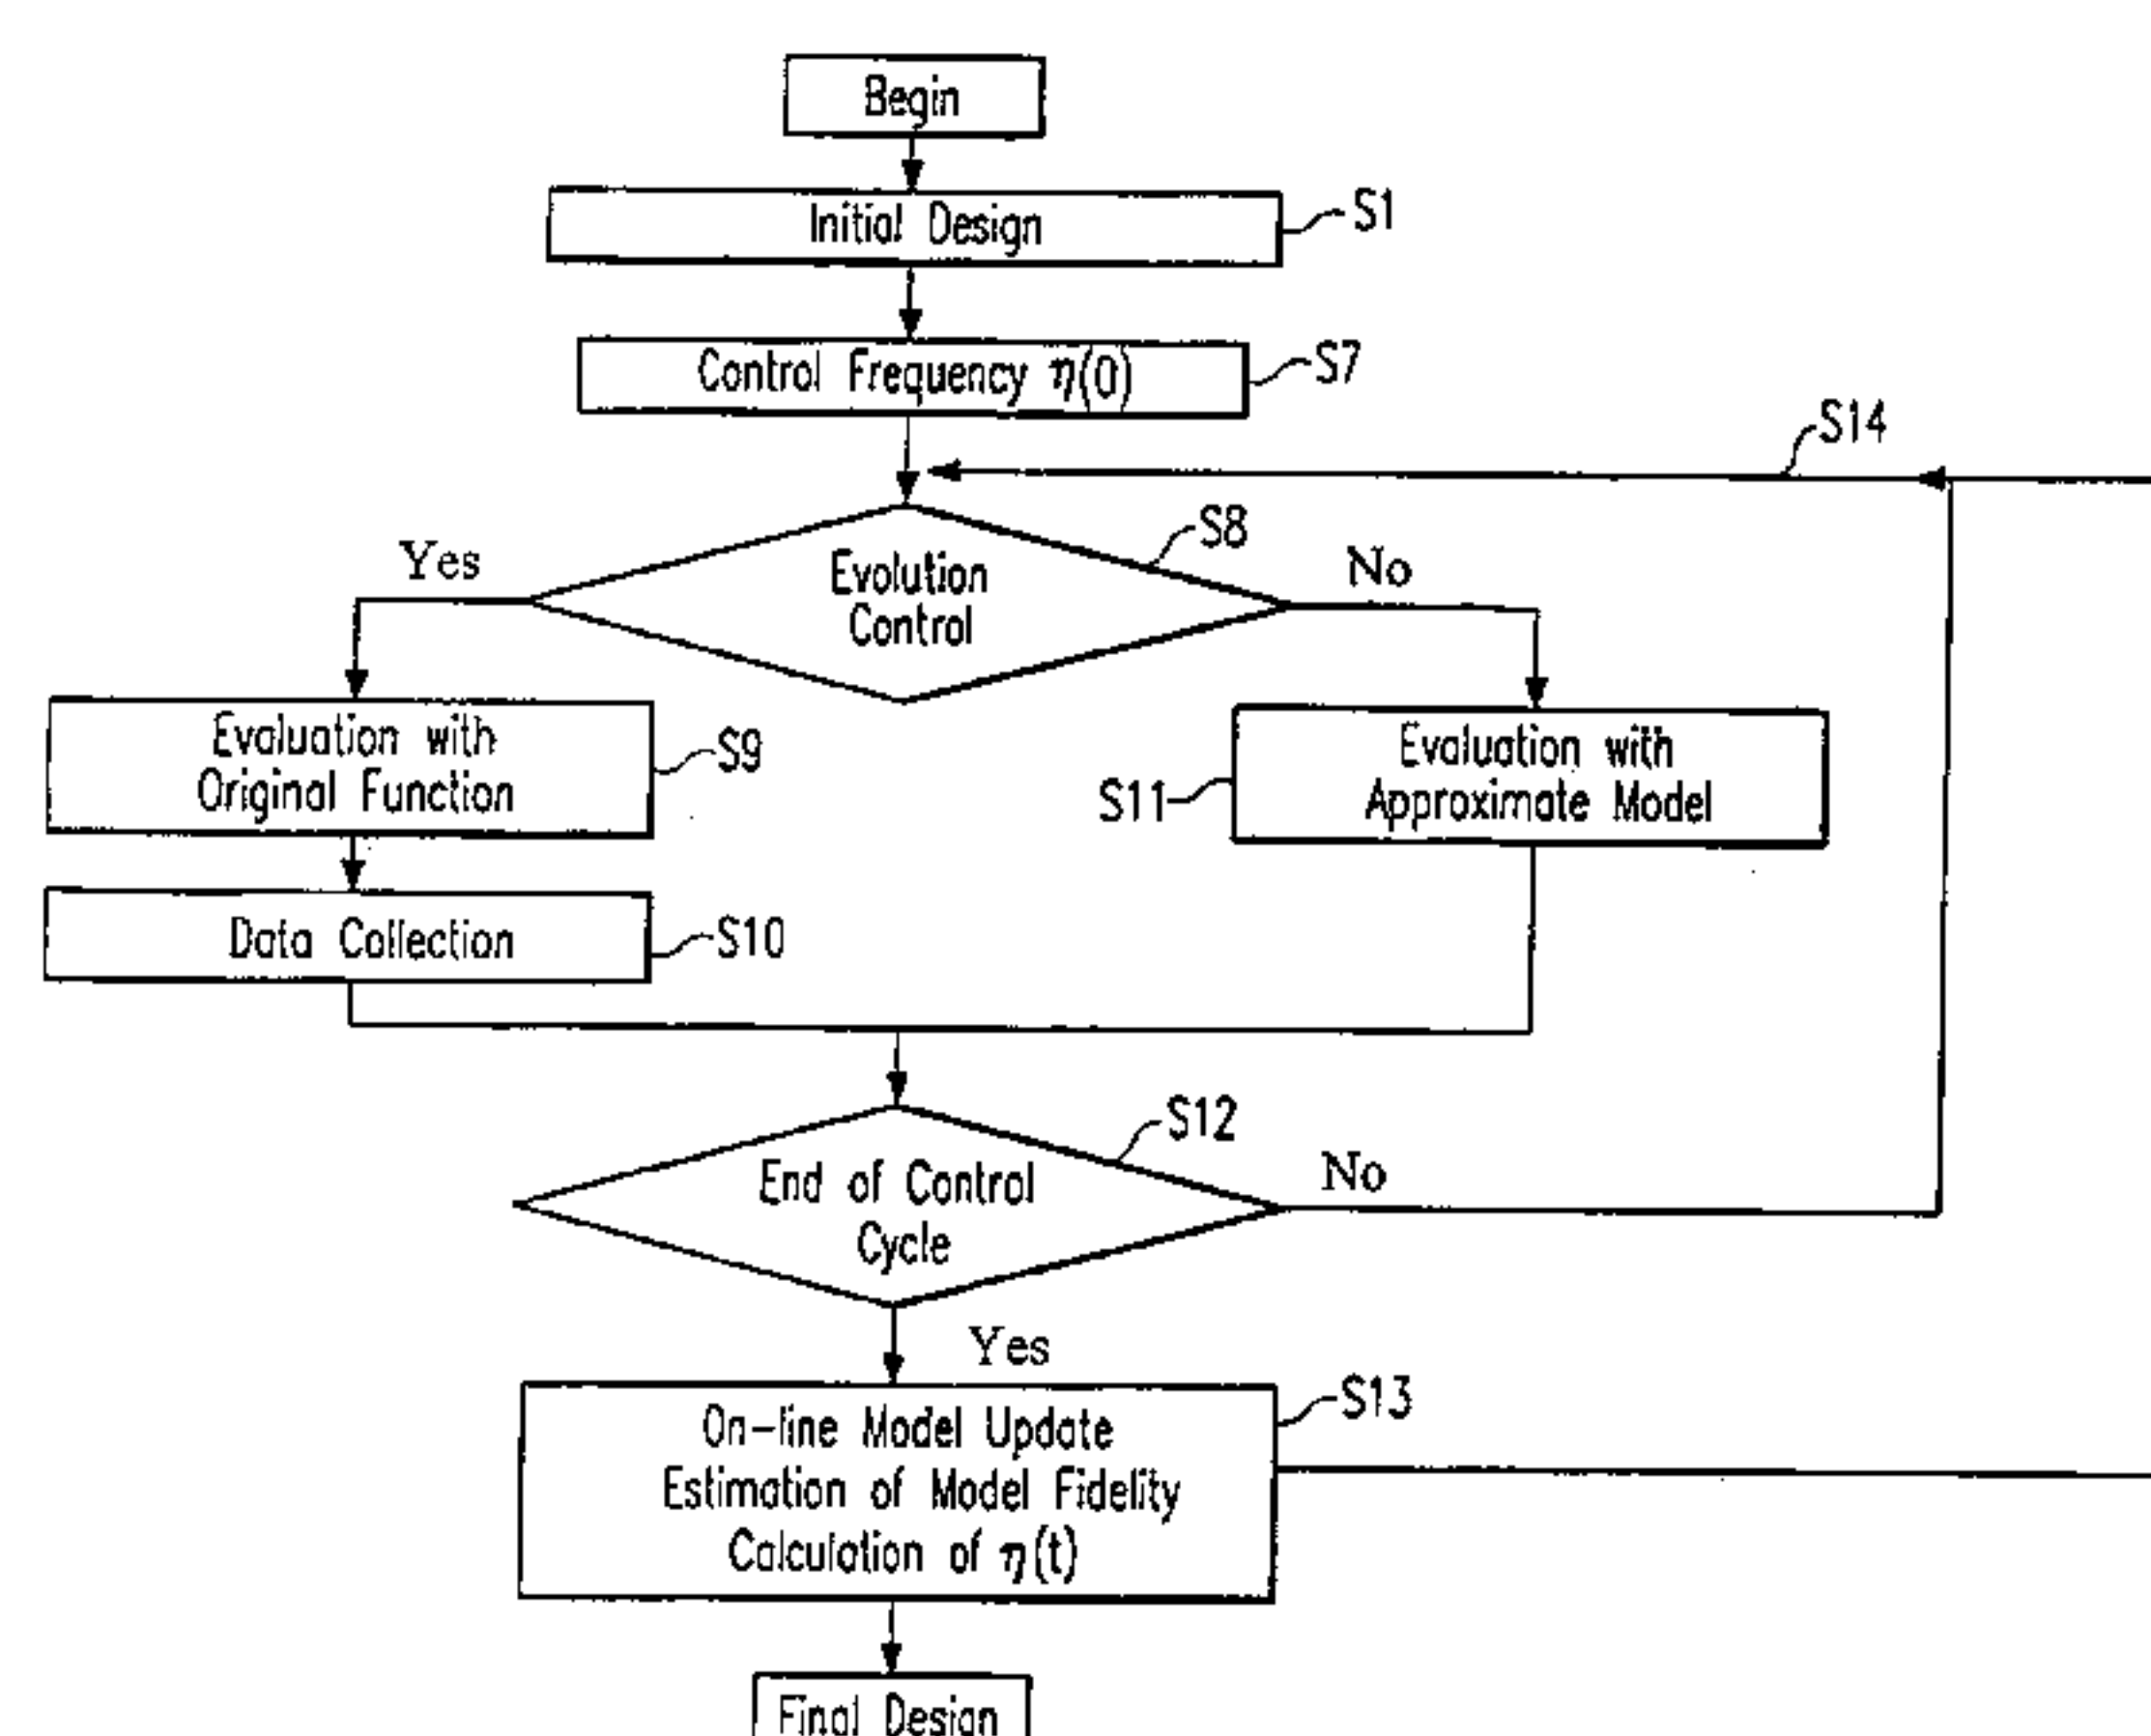 Begin
Initial Design
S1
Control Frequency η(0)
S7
S14
S8
Yes
Evolution
Control
No
Evaluation with
Original Function
S9
Evaluation with
Approximate Model
S11
Data Collection
S10
S12
End of Control
Cycle
No
Yes
S13
On-line Model Update
Estimation of Model Fidelity
Calculation of η(t)
Final Design